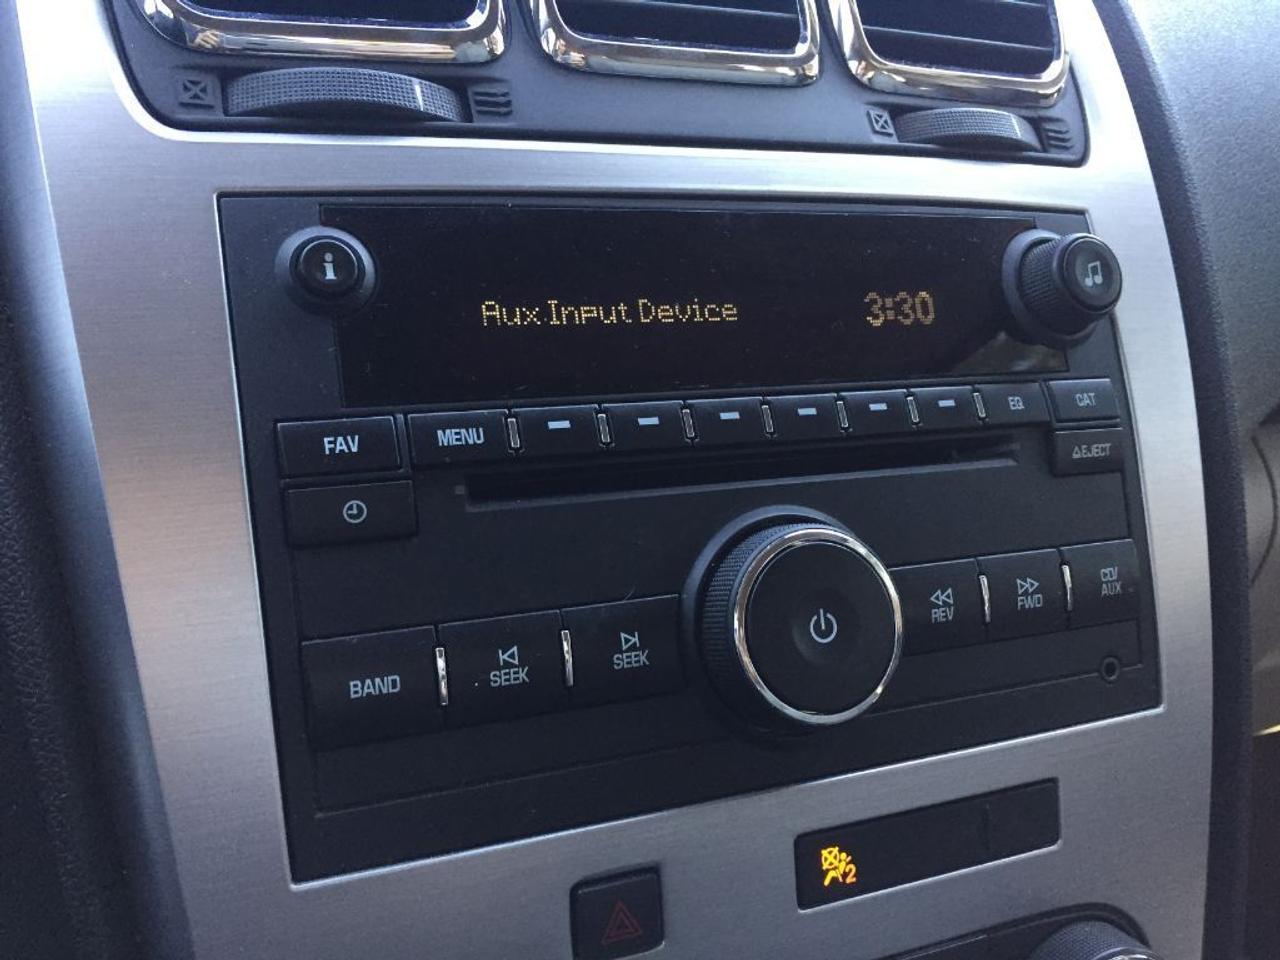 i
Aux Input Device 3:30
FAV MENU EQ CAT
EJECT
BAND SEEK SEEK REV FWD CD/
AUX
2